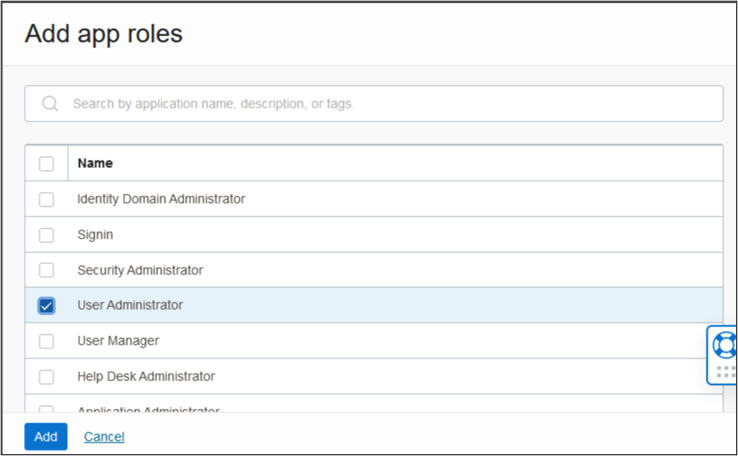 Add app roles
Search by application name, description, or tags.
Name
Identity Domain Administrator
Signin
Security Administrator
User Administrator
User Manager
Help Desk Administrator
Application Administrator
Add Cancel